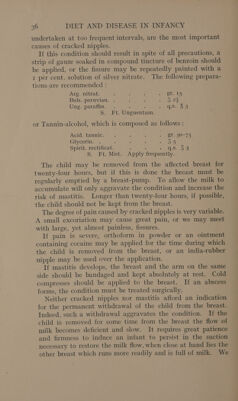 36 DIET AND DISEASE IN INFANCY
undertaken at too frequent intervals, are the most important
causes of cracked nipples.
If this condition should result in spite of all precautions, a
strip of gauze soaked in compound tincture of benzoin should
be applied, or the fissure may be repeatedly painted with a
1 per cent. solution of silver nitrate. The following prepara-
tions are recommended :
Arg. nitrat. . . . . . gr. 15
Bals. peruvian. . . . .
Ung. paraffin. . . . . q.s.
S. Ft. Unguentum.
or Tannin-alcohol, which is composed as follows :
Acid. tannic. . . . . gr. 50-75
Glycerin. . . . . .
Spirit. rectificat. . . . . q.s.
S. Ft. Mist. Apply frequently.
The child may be removed from the affected breast for
twenty-four hours, but if this is done the breast must be
regularly emptied by a breast-pump. To allow the milk to
accumulate will only aggravate the condition and increase the
risk of mastitis. Longer than twenty-four hours, if possible,
the child should not be kept from the breast.
The degree of pain caused by cracked nipples is very variable.
A small excoriation may cause great pain, or we may meet
with large, yet almost painless, fissures.
If pain is severe, orthoform in powder or an ointment
containing cocaine may be applied for the time during which
the child is removed from the breast, or an india-rubber
nipple may be used over the application.
If mastitis develops, the breast and the arm on the same
side should be bandaged and kept absolutely at rest. Cold
compresses should be applied to the breast. If an abscess
forms, the condition must be treated surgically.
Neither cracked nipples nor mastitis afford an indication
for the permanent withdrawal of the child from the breast.
Indeed, such a withdrawal aggravates the condition. If the
child is removed for some time from the breast the flow of
milk becomes deficient and slow. It requires great patience
and firmness to induce an infant to persist in the suction
necessary to restore the milk flow, when close at hand lies the
other breast which runs more readily and is full of milk. We